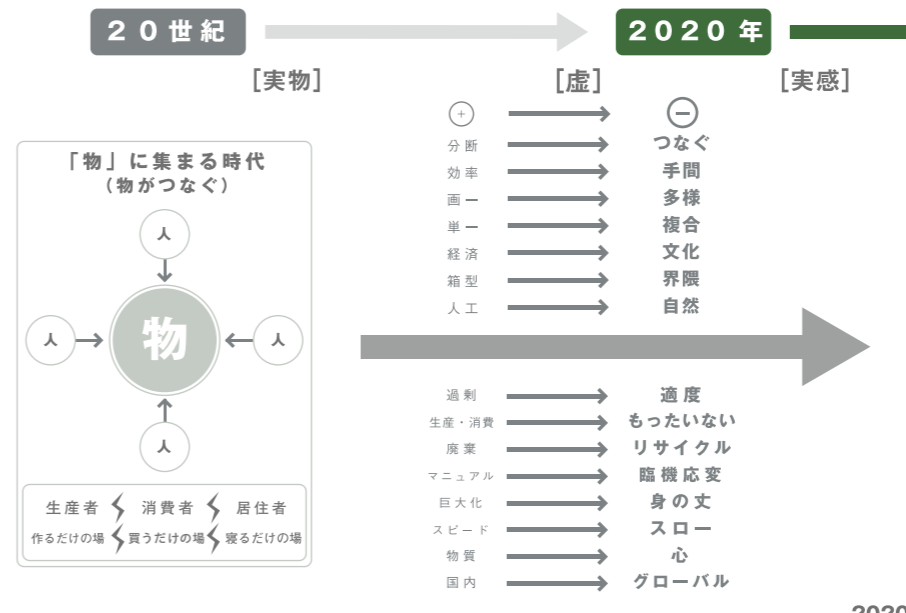 20世紀
2020年
[実物]
[虚]
[実感]
「物」に集まる時代
(物がつなぐ)
人
人
物
人
人
生産者 消費者 居住者
作るだけの場 買うだけの場 寝るだけの場
+ −
分断 つなぐ
効率 手間
画一 多様
単一 複合
経済 文化
箱型 界隈
人工 自然
過剰 適度
生産・消費 もったいない
廃棄 リサイクル
マニュアル 臨機応変
巨大化 身の丈
スピード スロー
物質 心
国内 グローバル